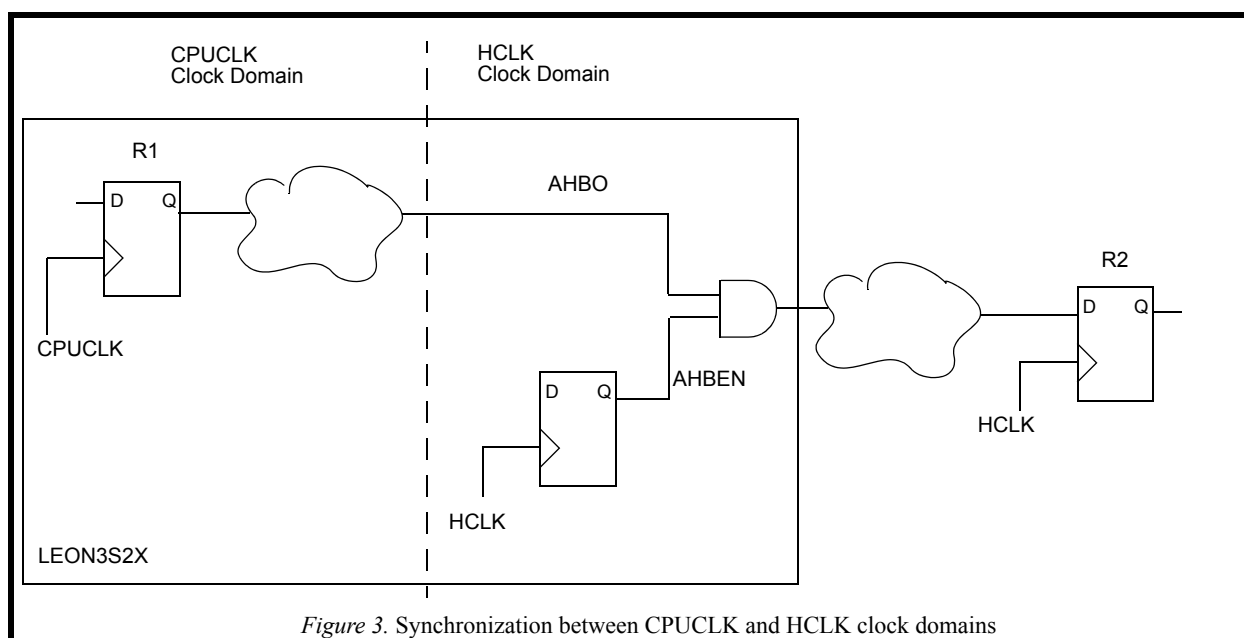 CPUCLK
Clock Domain
HCLK
Clock Domain
R1
D Q
AHBO
R2
D Q
CPUCLK
D Q
AHBEN
HCLK
HCLK
LEON3S2X
Figure 3. Synchronization between CPUCLK and HCLK clock domains